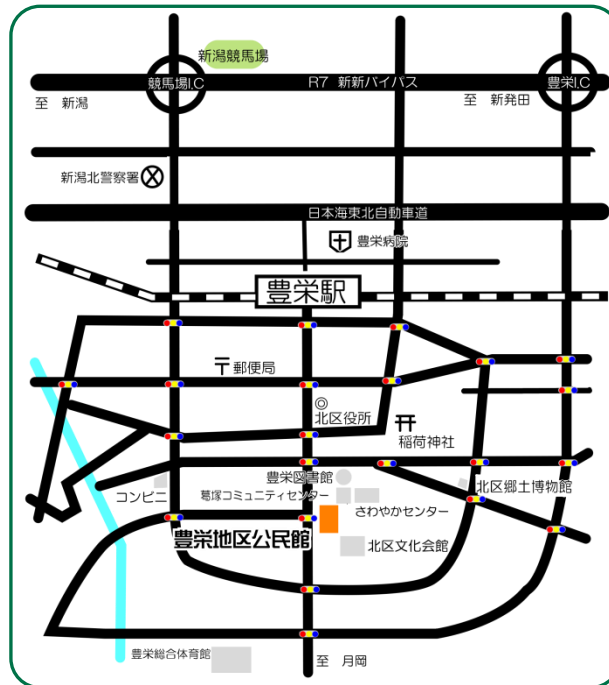 新潟競馬場
競馬場I.C
R7 新新バイパス
豊栄I.C
至 新潟
至 新発田
新潟北警察署
日本海東北自動車道
豊栄病院
豊栄駅
〒郵便局
北区役所
稲荷神社
豊栄図書館
北区郷土博物館
コンビニ
葛塚コミュニティセンター
さわやかセンター
豊栄地区公民館
北区文化会館
豊栄総合体育館
至 月岡